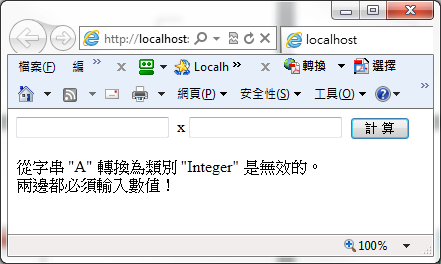 http://localhost:
localhost
檔案(F) 編 » x Localh » x 轉換 ▾ 選擇
網頁(P) ▾ 安全性(S) ▾ 工具(O) ▾ »
x 計算
從字串 "A" 轉換為類別 "Integer" 是無效的。
兩邊都必須輸入數值！
100%